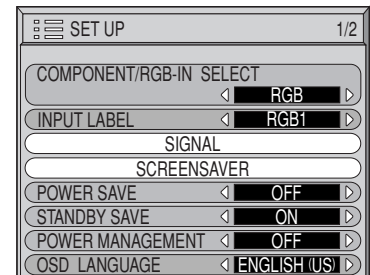 SET UP 1/2
COMPONENT/RGB-IN SELECT
RGB
INPUT LABEL RGB1
SIGNAL
SCREENSAVER
POWER SAVE OFF
STANDBY SAVE ON
POWER MANAGEMENT OFF
OSD LANGUAGE ENGLISH (US)